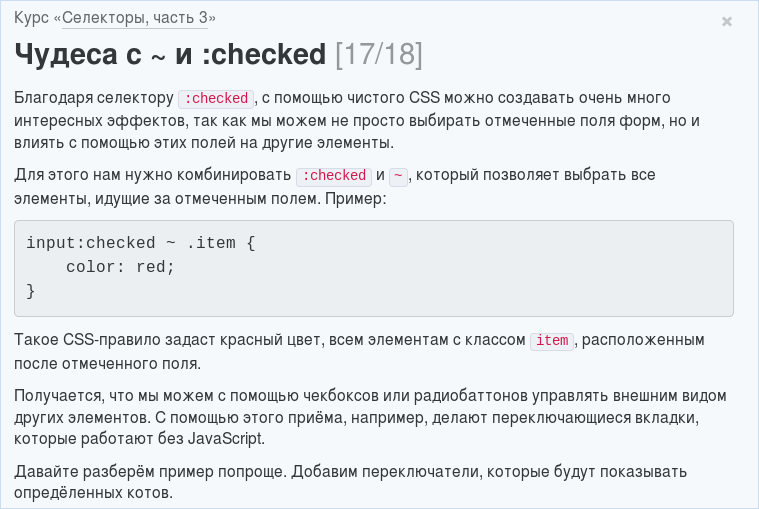 Курс «Селекторы, часть 3»
×
Чудеса с ~ и :checked [17/18]
Благодаря селектору :checked, с помощью чистого CSS можно создавать очень много
интересных эффектов, так как мы можем не просто выбирать отмеченные поля форм, но и
влиять с помощью этих полей на другие элементы.
Для этого нам нужно комбинировать :checked и ~, который позволяет выбрать все
элементы, идущие за отмеченным полем. Пример:
input:checked ~ .item {
    color: red;
}
Такое CSS-правило задаст красный цвет, всем элементам с классом item, расположенным
после отмеченного поля.
Получается, что мы можем с помощью чекбоксов или радиобаттонов управлять внешним видом
других элементов. С помощью этого приёма, например, делают переключающиеся вкладки,
которые работают без JavaScript.
Давайте разберём пример попроще. Добавим переключатели, которые будут показывать
опредёленных котов.